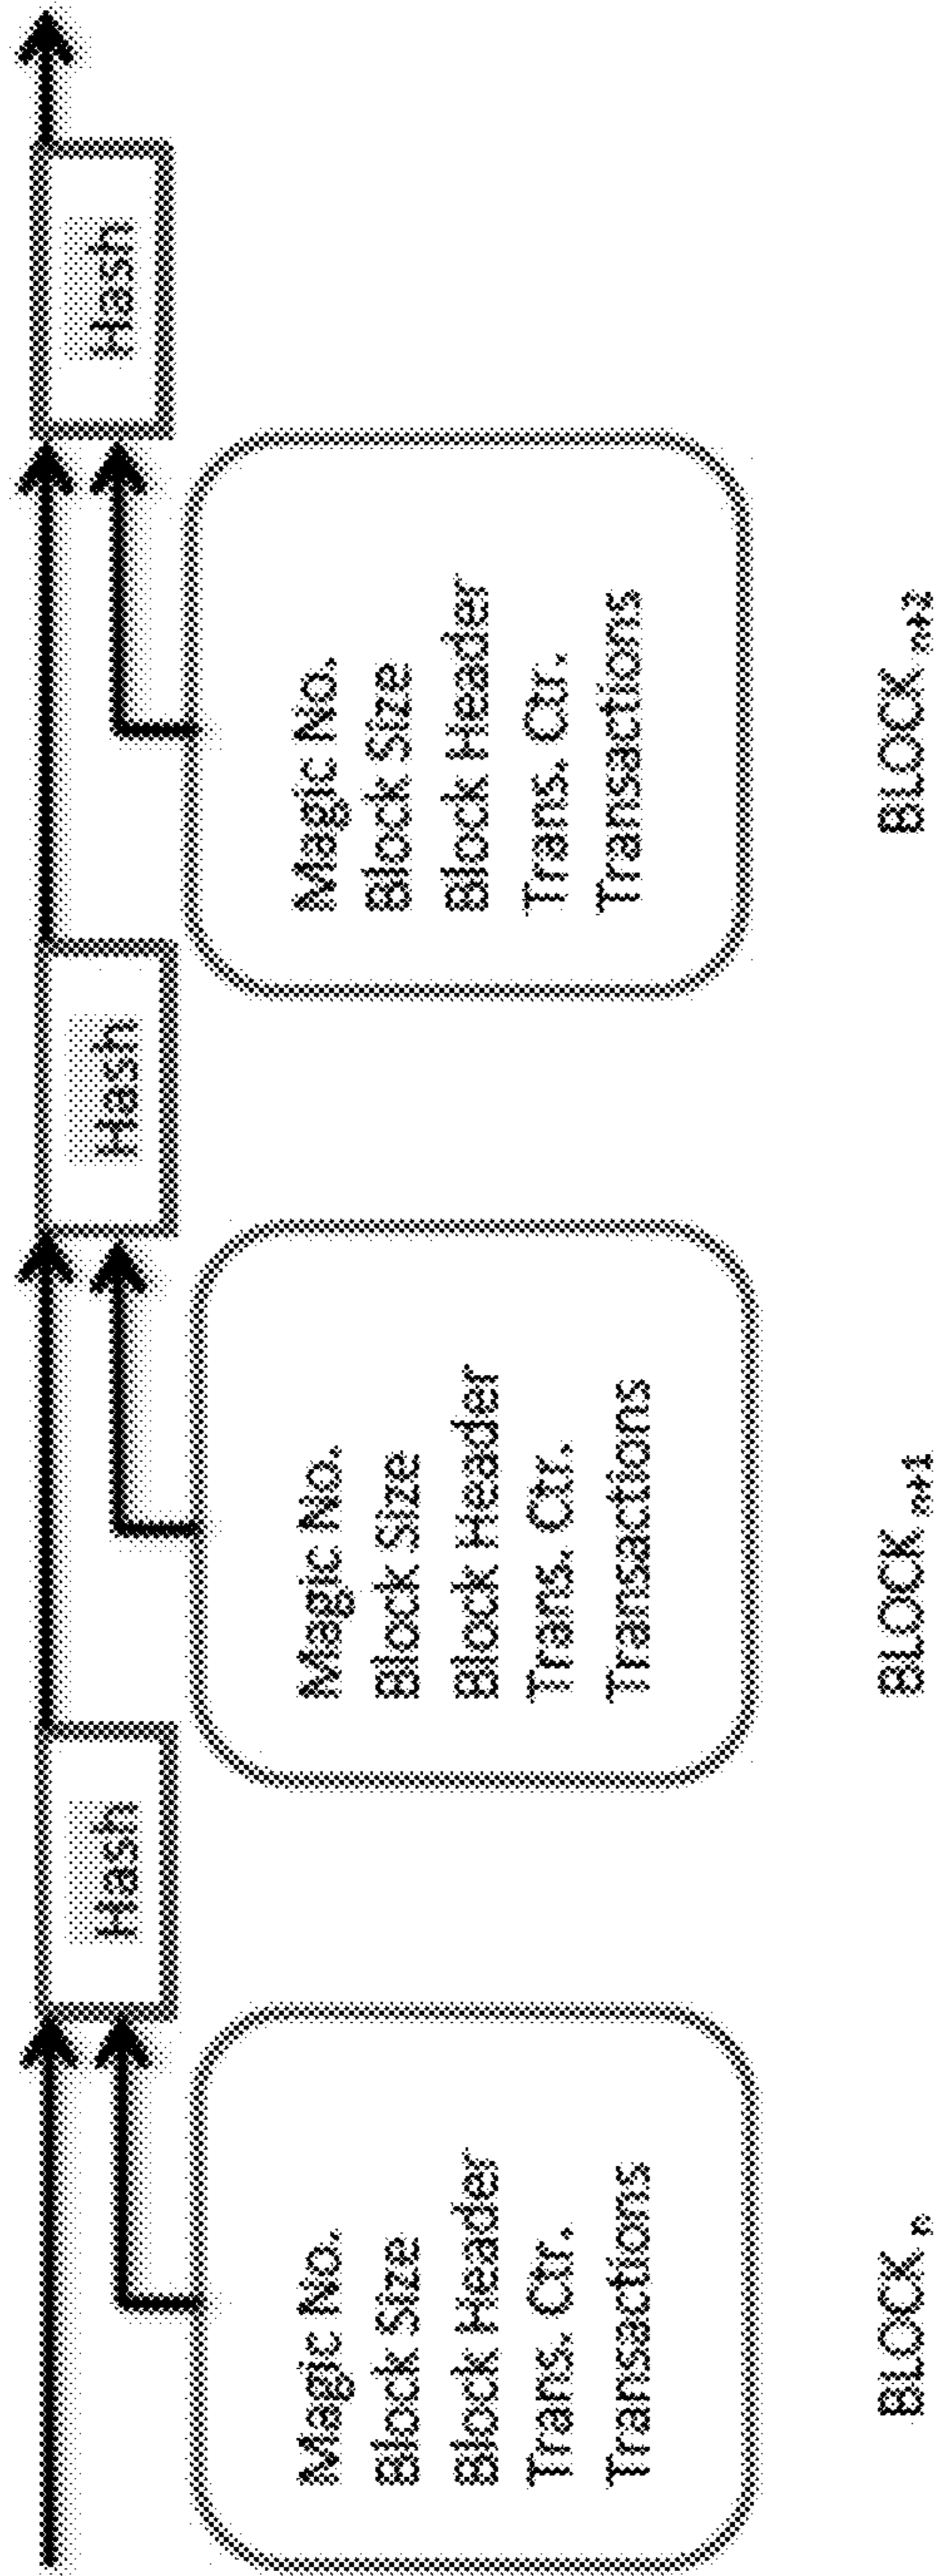 Hash
Hash
Hash
Magic No.
Block Size
Block Header
Trans. Ctr.
Transactions
BLOCK n
Magic No.
Block Size
Block Header
Trans. Ctr.
Transactions
BLOCK n+1
Magic No.
Block Size
Block Header
Trans. Ctr.
Transactions
BLOCK n+2